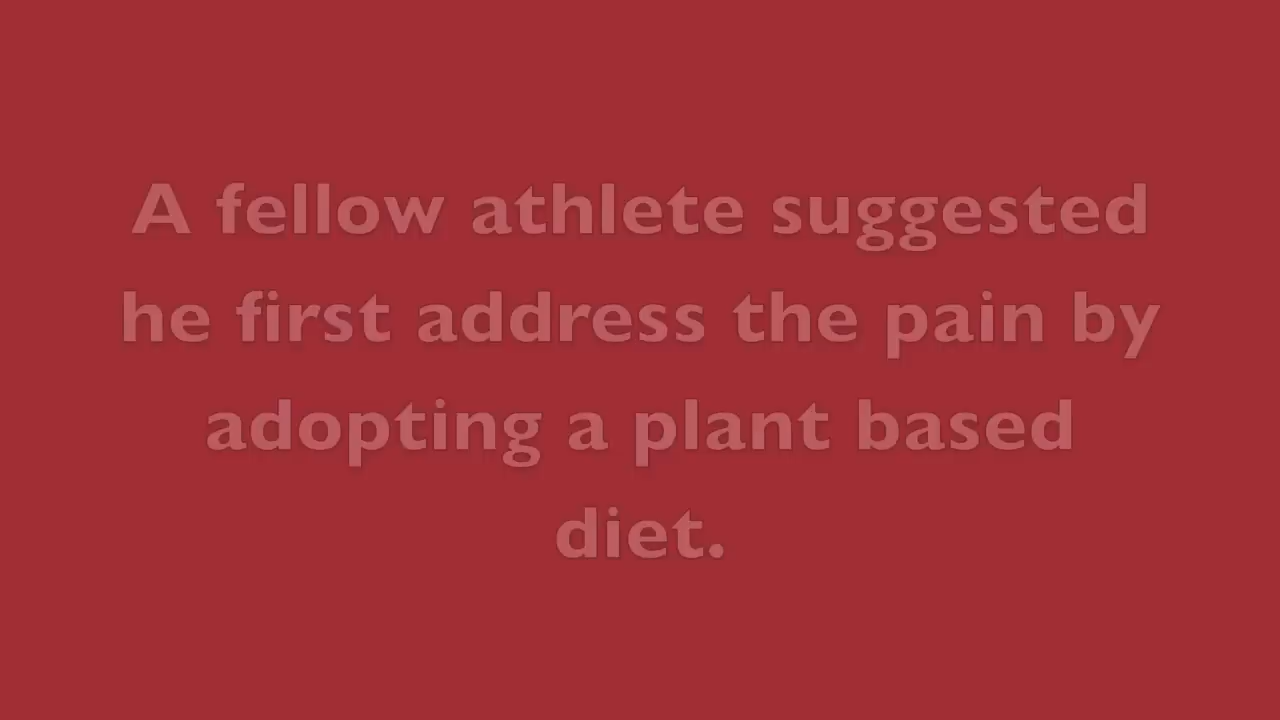 A fellow athlete suggested
he first address the pain by
adopting a plant based
diet.